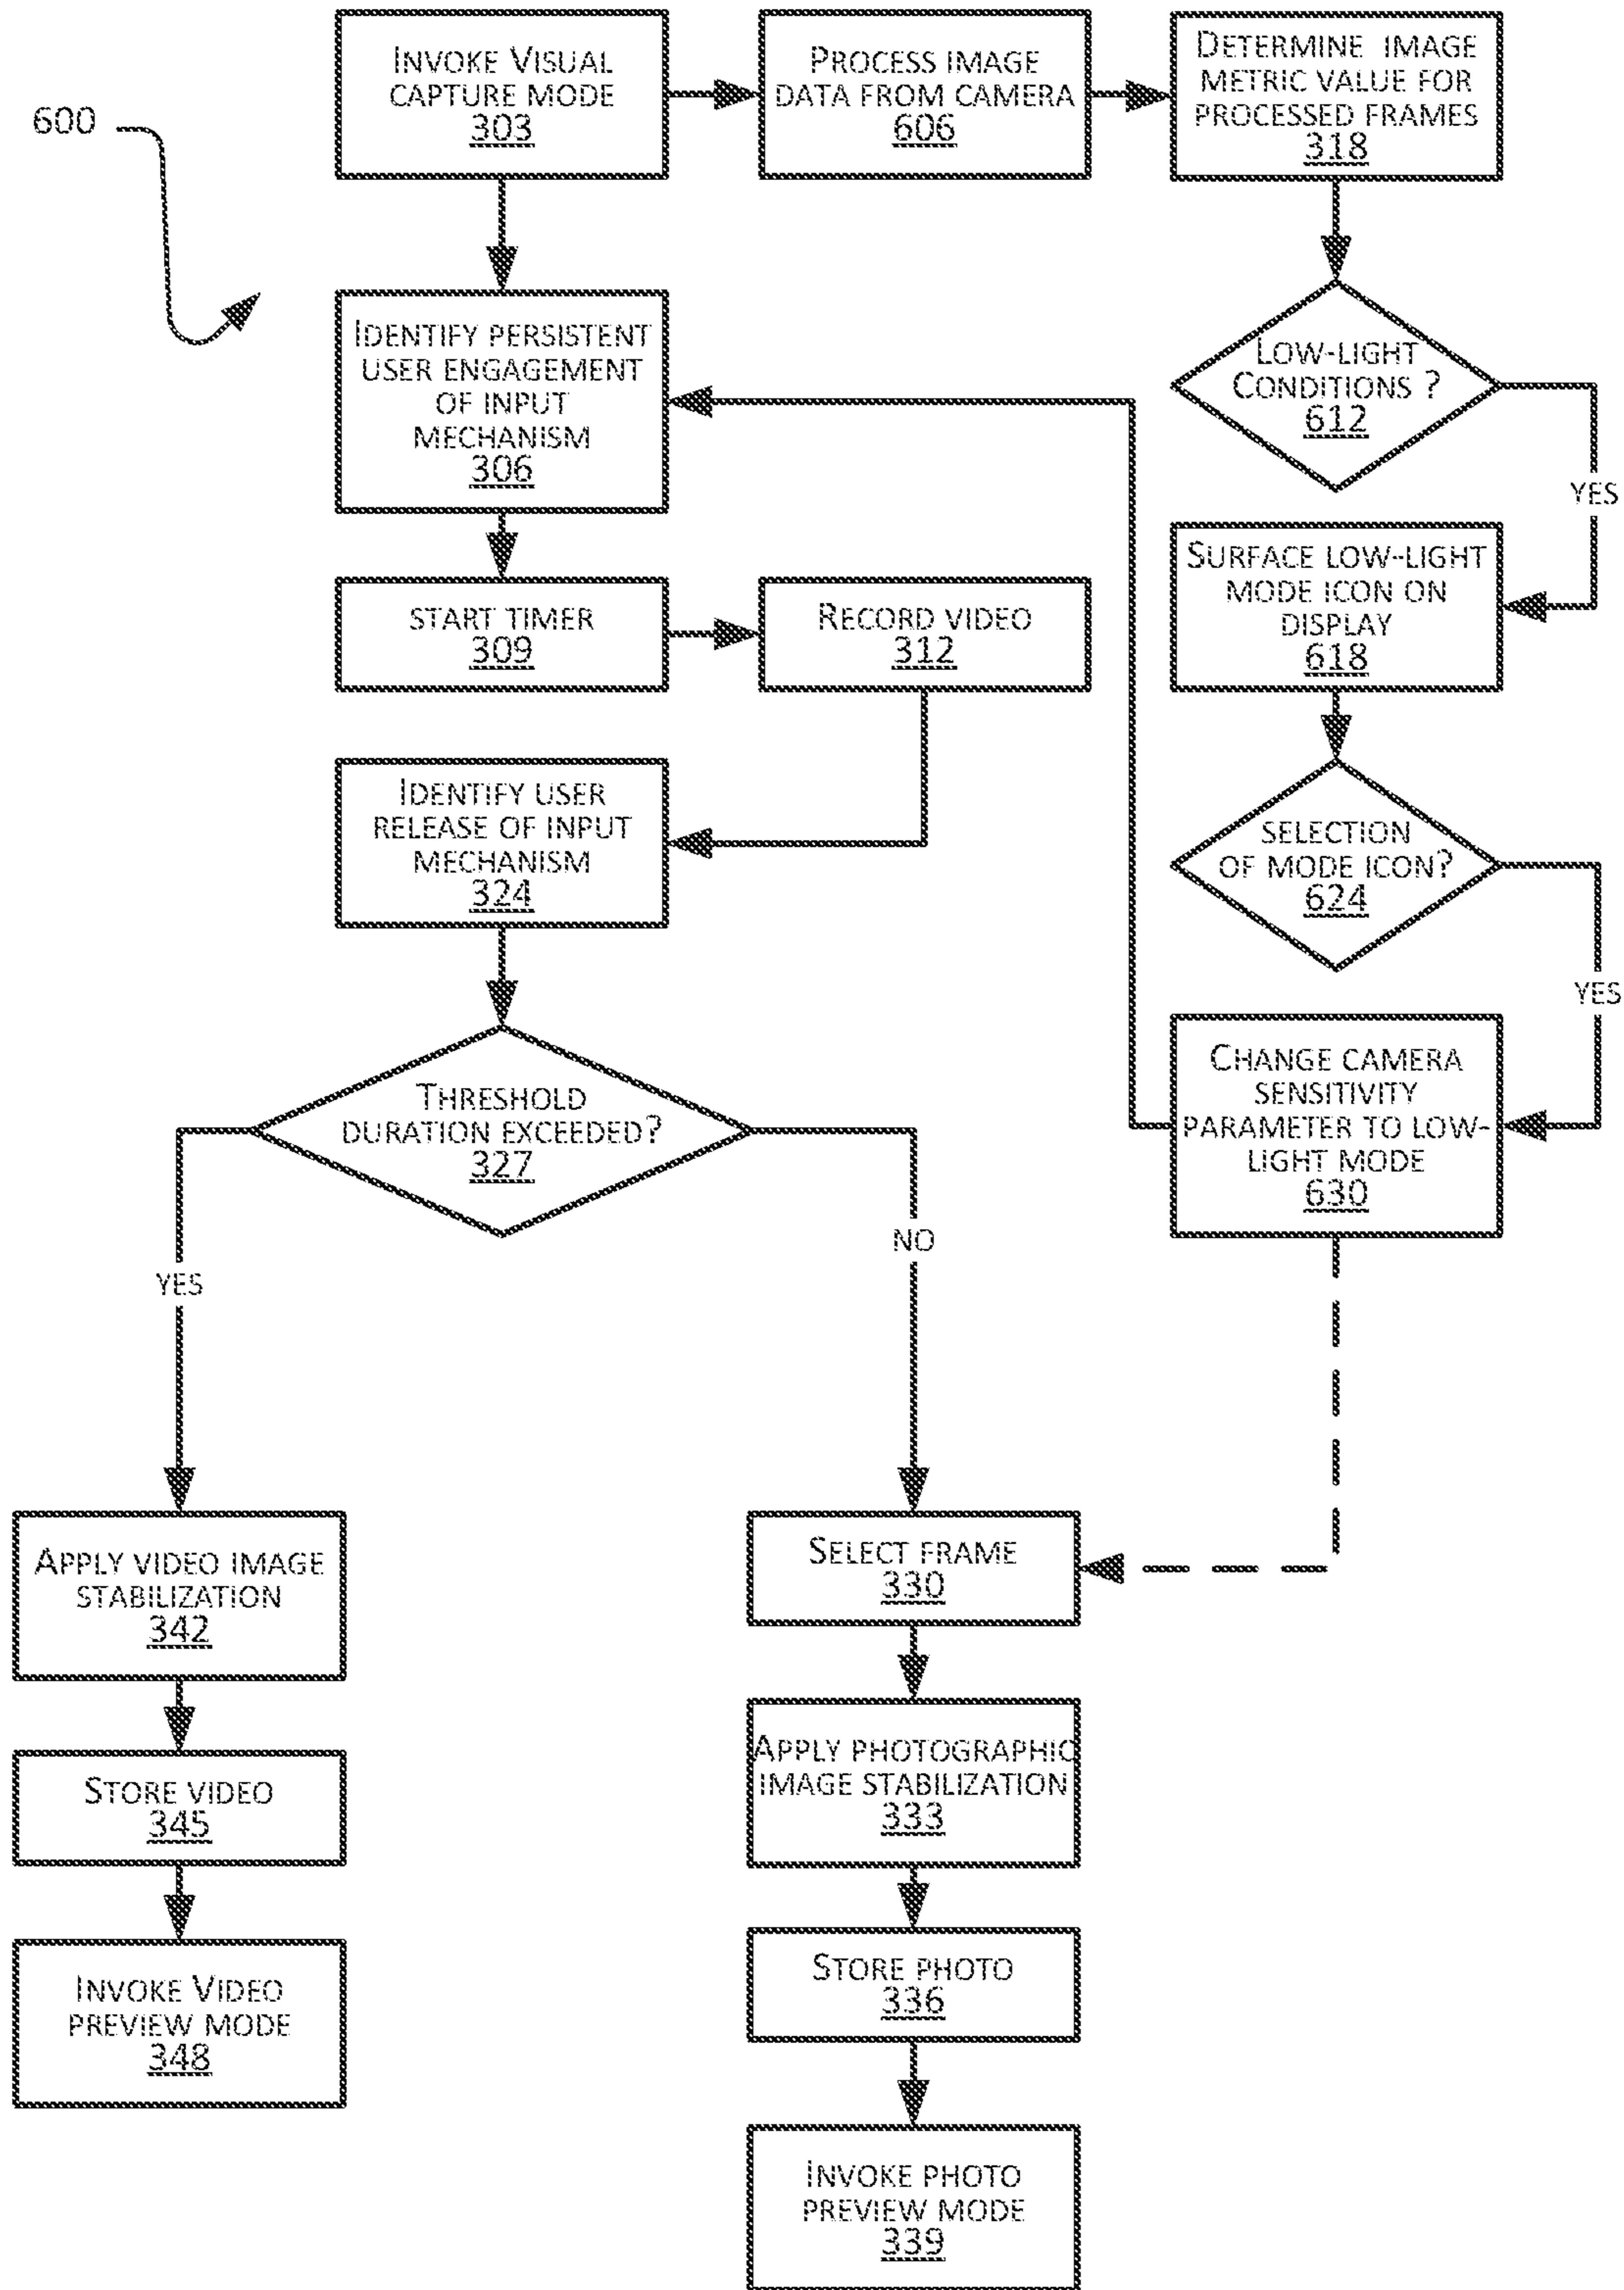 600
INVOKE VISUAL
CAPTURE MODE
303
PROCESS IMAGE
DATA FROM CAMERA
606
DETERMINE IMAGE
METRIC VALUE FOR
PROCESSED FRAMES
318
IDENTIFY PERSISTENT
USER ENGAGEMENT
OF INPUT
MECHANISM
306
LOW-LIGHT
CONDITIONS ?
612
YES
START TIMER
309
RECORD VIDEO
312
SURFACE LOW-LIGHT
MODE ICON ON
DISPLAY
618
IDENTIFY USER
RELEASE OF INPUT
MECHANISM
324
SELECTION
OF MODE ICON?
624
YES
THRESHOLD
DURATION EXCEEDED?
327
CHANGE CAMERA
SENSITIVITY
PARAMETER TO LOW-
LIGHT MODE
630
YES
NO
APPLY VIDEO IMAGE
STABILIZATION
342
SELECT FRAME
330
STORE VIDEO
345
APPLY PHOTOGRAPHIC
IMAGE STABILIZATION
333
INVOKE VIDEO
PREVIEW MODE
348
STORE PHOTO
336
INVOKE PHOTO
PREVIEW MODE
339